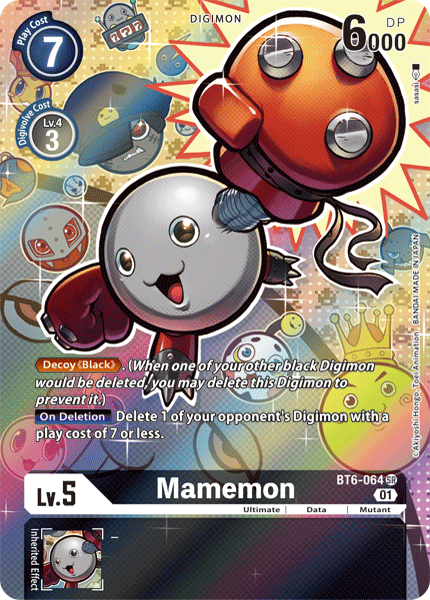 Play Cost
7
DIGIMON
6000
DP
Digivolve Cost
Lv.4
3
777
sasasi
©Akiyoshi Hongo, Toei Animation BANDAI MADE IN JAPAN
Decoy《Black》. (When one of your other black Digimon
would be deleted, you may delete this Digimon to
prevent it.)
On Deletion Delete 1 of your opponent's Digimon with a
play cost of 7 or less.
Lv.5
Mamemon
BT6-064 SR
01
Ultimate | Data | Mutant
Inherited Effect
–